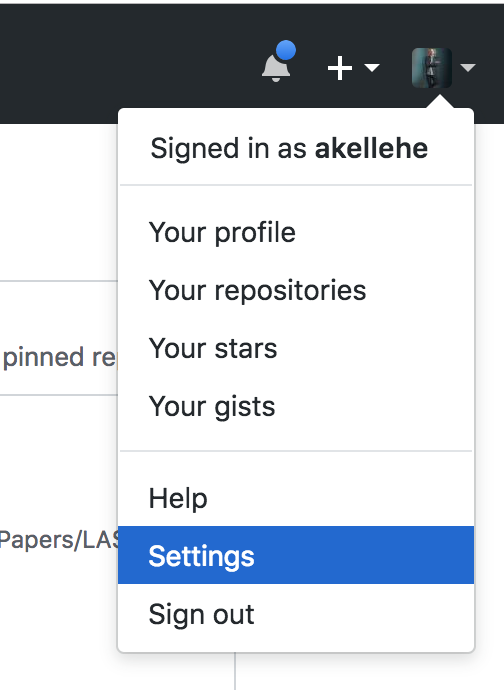 Signed in as akellehe
Your profile
Your repositories
pinned re
Your stars
Your gists
Help
Papers/LAS
Settings
Sign out